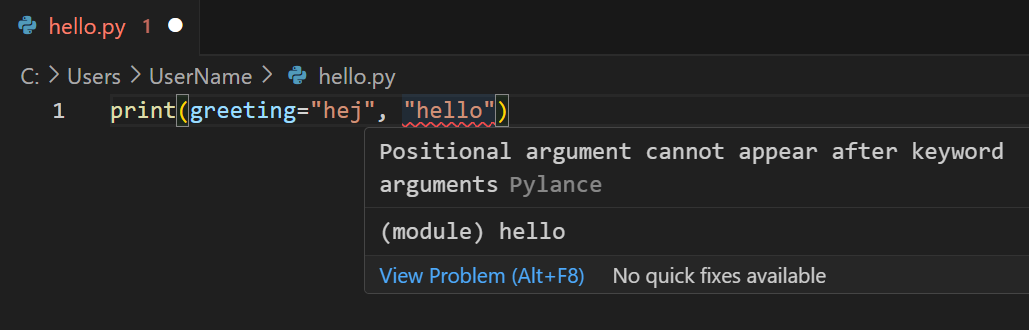 hello.py 1
C: > Users > UserName > hello.py
1 print(greeting="hej", "hello")
Positional argument cannot appear after keyword
arguments Pylance
(module) hello
View Problem (Alt+F8) No quick fixes available